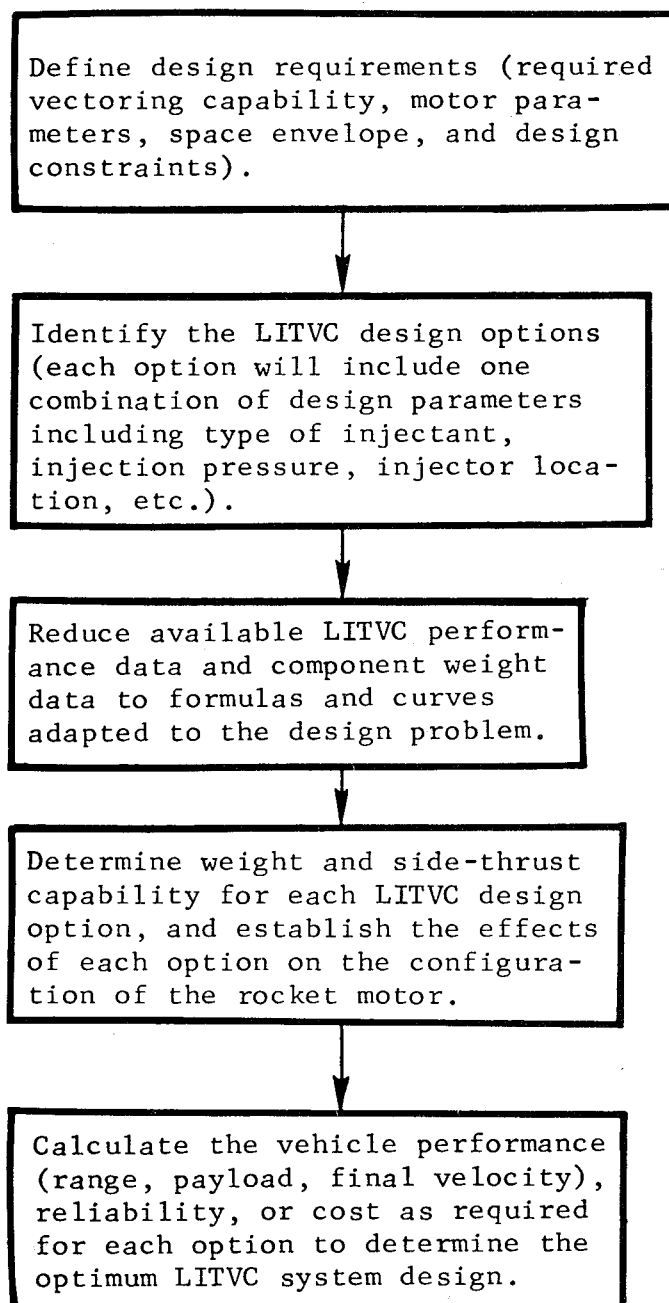 Define design requirements (required
vectoring capability, motor para-
meters, space envelope, and design
constraints).
Identify the LITVC design options
(each option will include one
combination of design parameters
including type of injectant,
injection pressure, injector loca-
tion, etc.).
Reduce available LITVC perform-
ance data and component weight
data to formulas and curves
adapted to the design problem.
Determine weight and side-thrust
capability for each LITVC design
option, and establish the effects
of each option on the configura-
tion of the rocket motor.
Calculate the vehicle performance
(range, payload, final velocity),
reliability, or cost as required
for each option to determine the
optimum LITVC system design.